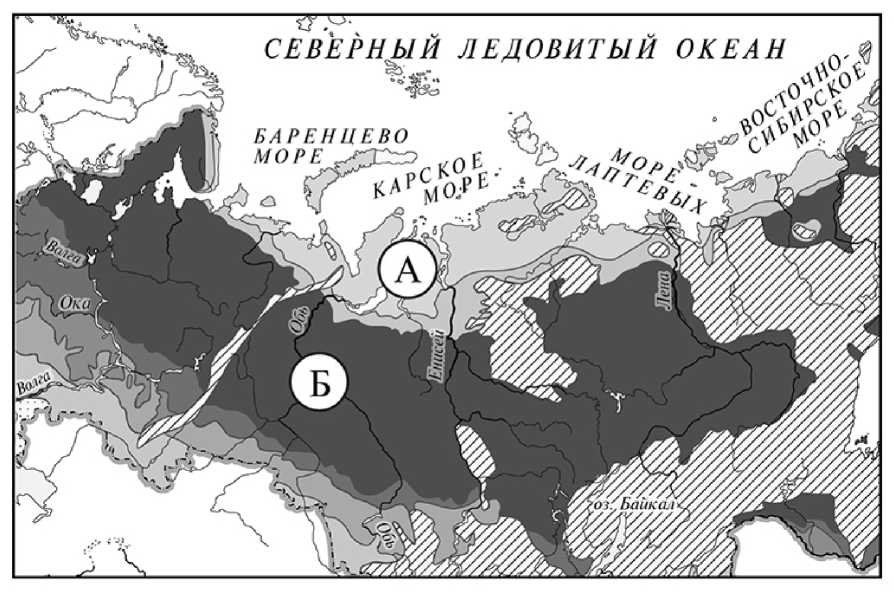 СЕВЕРНЫЙ ЛЕДОВИТЫЙ ОКЕАН
БАРЕНЦЕВО
МОРЕ
КАРСКОЕ
МОРЕ
МОРЕ
ЛАПТЕВЫХ
ВОСТОЧНО-
СИБИРСКОЕ
МОРЕ
Волга
Ока
Волга
А
Обь
Б
Енисей
Лена
оз. Байкал
Обь